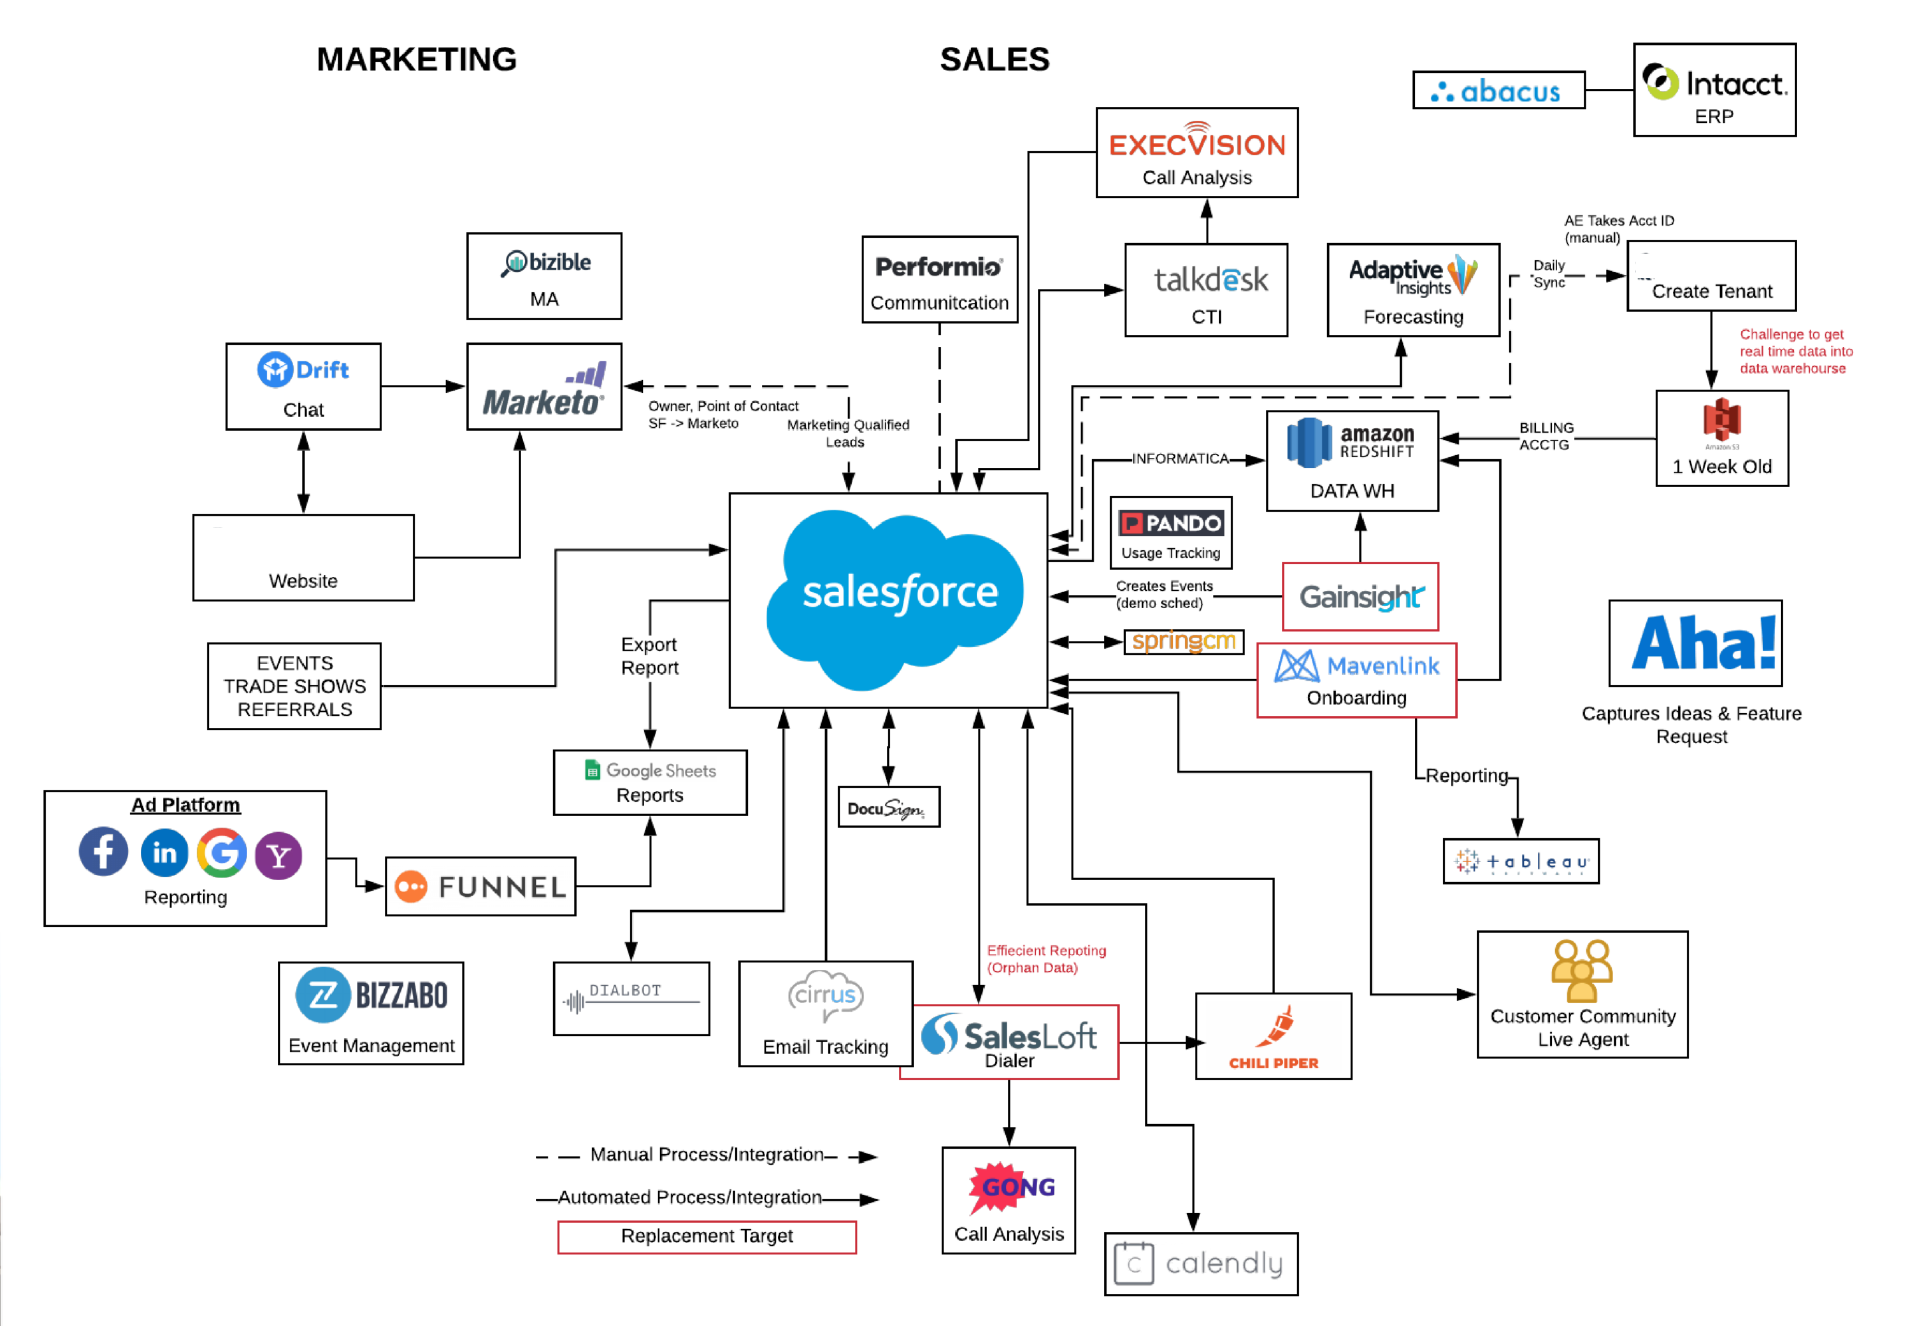 MARKETING
SALES
abacus
Intacct.
ERP
EXECVISION
Call Analysis
AE Takes Acct ID
(manual)
bizible
MA
Performio
Communitcation
talkdesk
CTI
Adaptive
Insights
Forecasting
Daily
Sync
Create Tenant
Challenge to get
real time data into
data warehourse
Drift
Chat
Marketo
Owner, Point of Contact
SF -> Marketo
Marketing Qualified
Leads
INFORMATICA
amazon
REDSHIFT
DATA WH
BILLING
ACCTG
Amazon S3
1 Week Old
Website
salesforce
PANDO
Usage Tracking
Creates Events
(demo sched)
Gainsight
springcm
Mavenlink
Onboarding
Aha!
Captures Ideas & Feature
Request
EVENTS
TRADE SHOWS
REFERRALS
Export
Report
Google Sheets
Reports
DocuSign
Reporting
tableau
SOFTWARE
Ad Platform
f in G Y
Reporting
FUNNEL
BIZZABO
Event Management
DIALBOT
cirrus
Email Tracking
Effiecient Repoting
(Orphan Data)
SalesLoft
Dialer
CHILI PIPER
Customer Community
Live Agent
Manual Process/Integration
Automated Process/Integration
Replacement Target
GONG
Call Analysis
C calendly